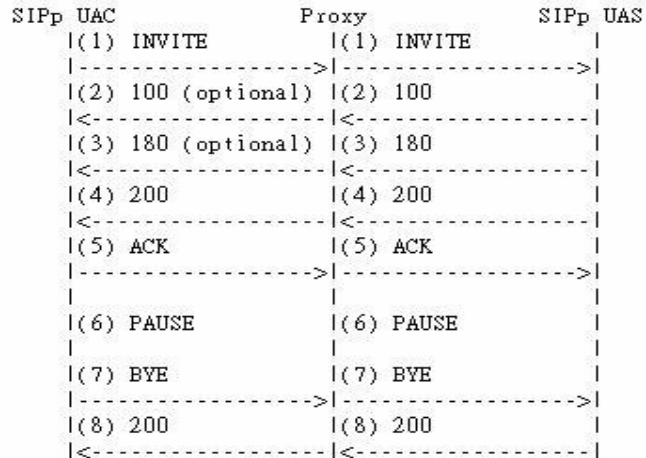 SIPp UAC Proxy SIPp UAS
|(1) INVITE |(1) INVITE |
|------------------>|------------------>|
|(2) 100 (optional) |(2) 100 |
|<------------------|<------------------|
|(3) 180 (optional) |(3) 180 |
|<------------------|<------------------|
|(4) 200 |(4) 200 |
|<------------------|<------------------|
|(5) ACK |(5) ACK |
|------------------>|------------------>|
| | |
|(6) PAUSE |(6) PAUSE |
| | |
|(7) BYE |(7) BYE |
|------------------>|------------------>|
|(8) 200 |(8) 200 |
|<------------------|<------------------|